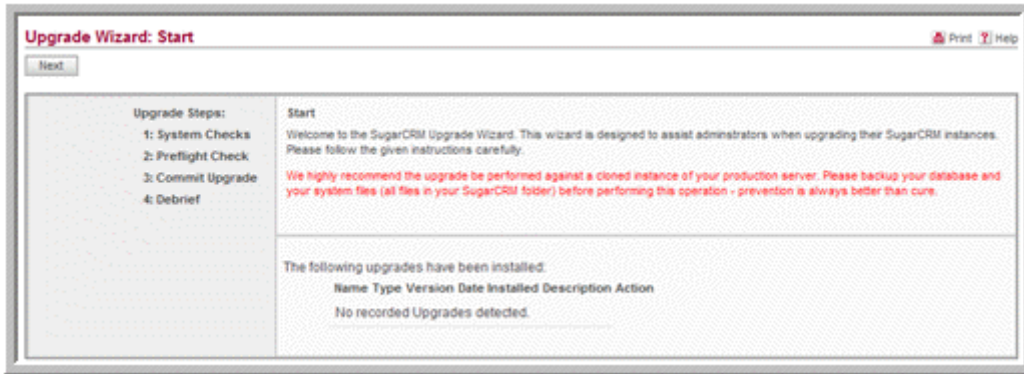 Upgrade Wizard: Start
Print Help
Next
Upgrade Steps:
1: System Checks
2: Preflight Check
3: Commit Upgrade
4: Debrief
Start
Welcome to the SugarCRM Upgrade Wizard. This wizard is designed to assist adminstrators when upgrading their SugarCRM instances.
Please follow the given instructions carefully.
We highly recommend the upgrade be performed against a cloned instance of your production server. Please backup your database and
your system files (all files in your SugarCRM folder) before performing this operation - prevention is always better than cure.
The following upgrades have been installed:
Name Type Version Date Installed Description Action
No recorded Upgrades detected.